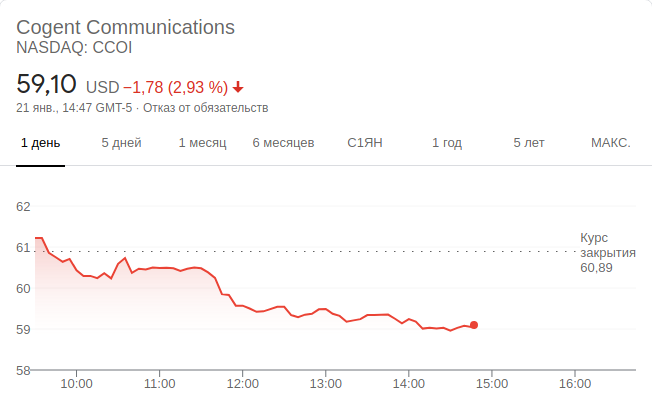 Cogent Communications
NASDAQ: CCOI
59,10 USD −1,78 (2,93 %)
21 янв., 14:47 GMT-5 · Отказ от обязательств
1 день 5 дней 1 месяц 6 месяцев С1ЯН 1 год 5 лет МАКС.
62
61
60
59
58
Курс
закрытия
60,89
10:00 11:00 12:00 13:00 14:00 15:00 16:00